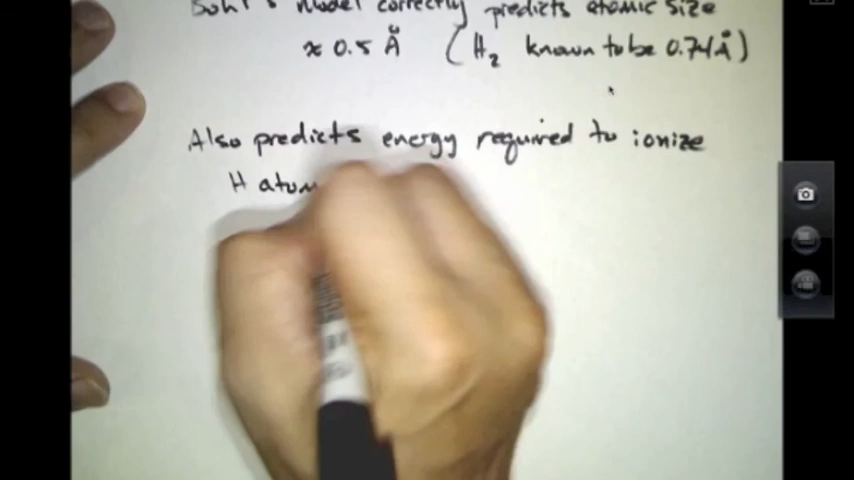 Bohr's model correctly predicts atomic size
≈ 0.5 Å (H₂ known to be 0.74Å)
Also predicts energy required to ionize
H atom